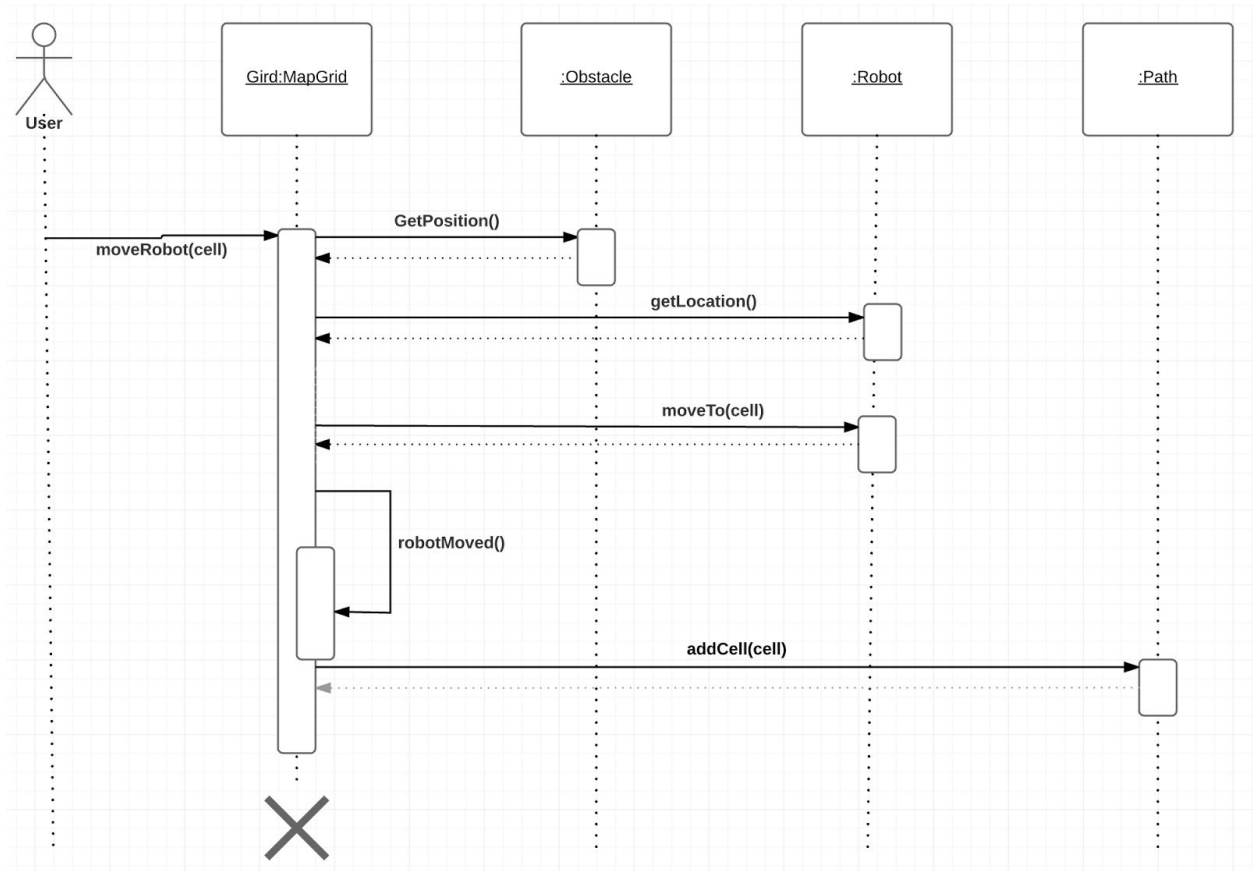 User
Gird:MapGrid
:Obstacle
:Robot
:Path
moveRobot(cell)
GetPosition()
getLocation()
moveTo(cell)
robotMoved()
addCell(cell)